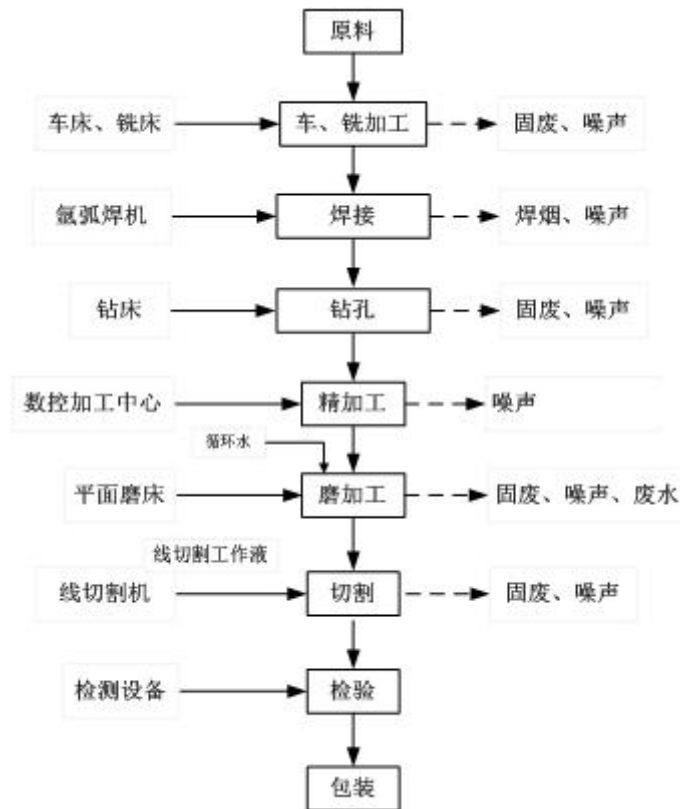 原料
车床、铣床 车、铣加工 固废、噪声
氩弧焊机 焊接 焊烟、噪声
钻床 钻孔 固废、噪声
数控加工中心 精加工 噪声
循环水
平面磨床 磨加工 固废、噪声、废水
线切割工作液
线切割机 切割 固废、噪声
检测设备 检验
包装